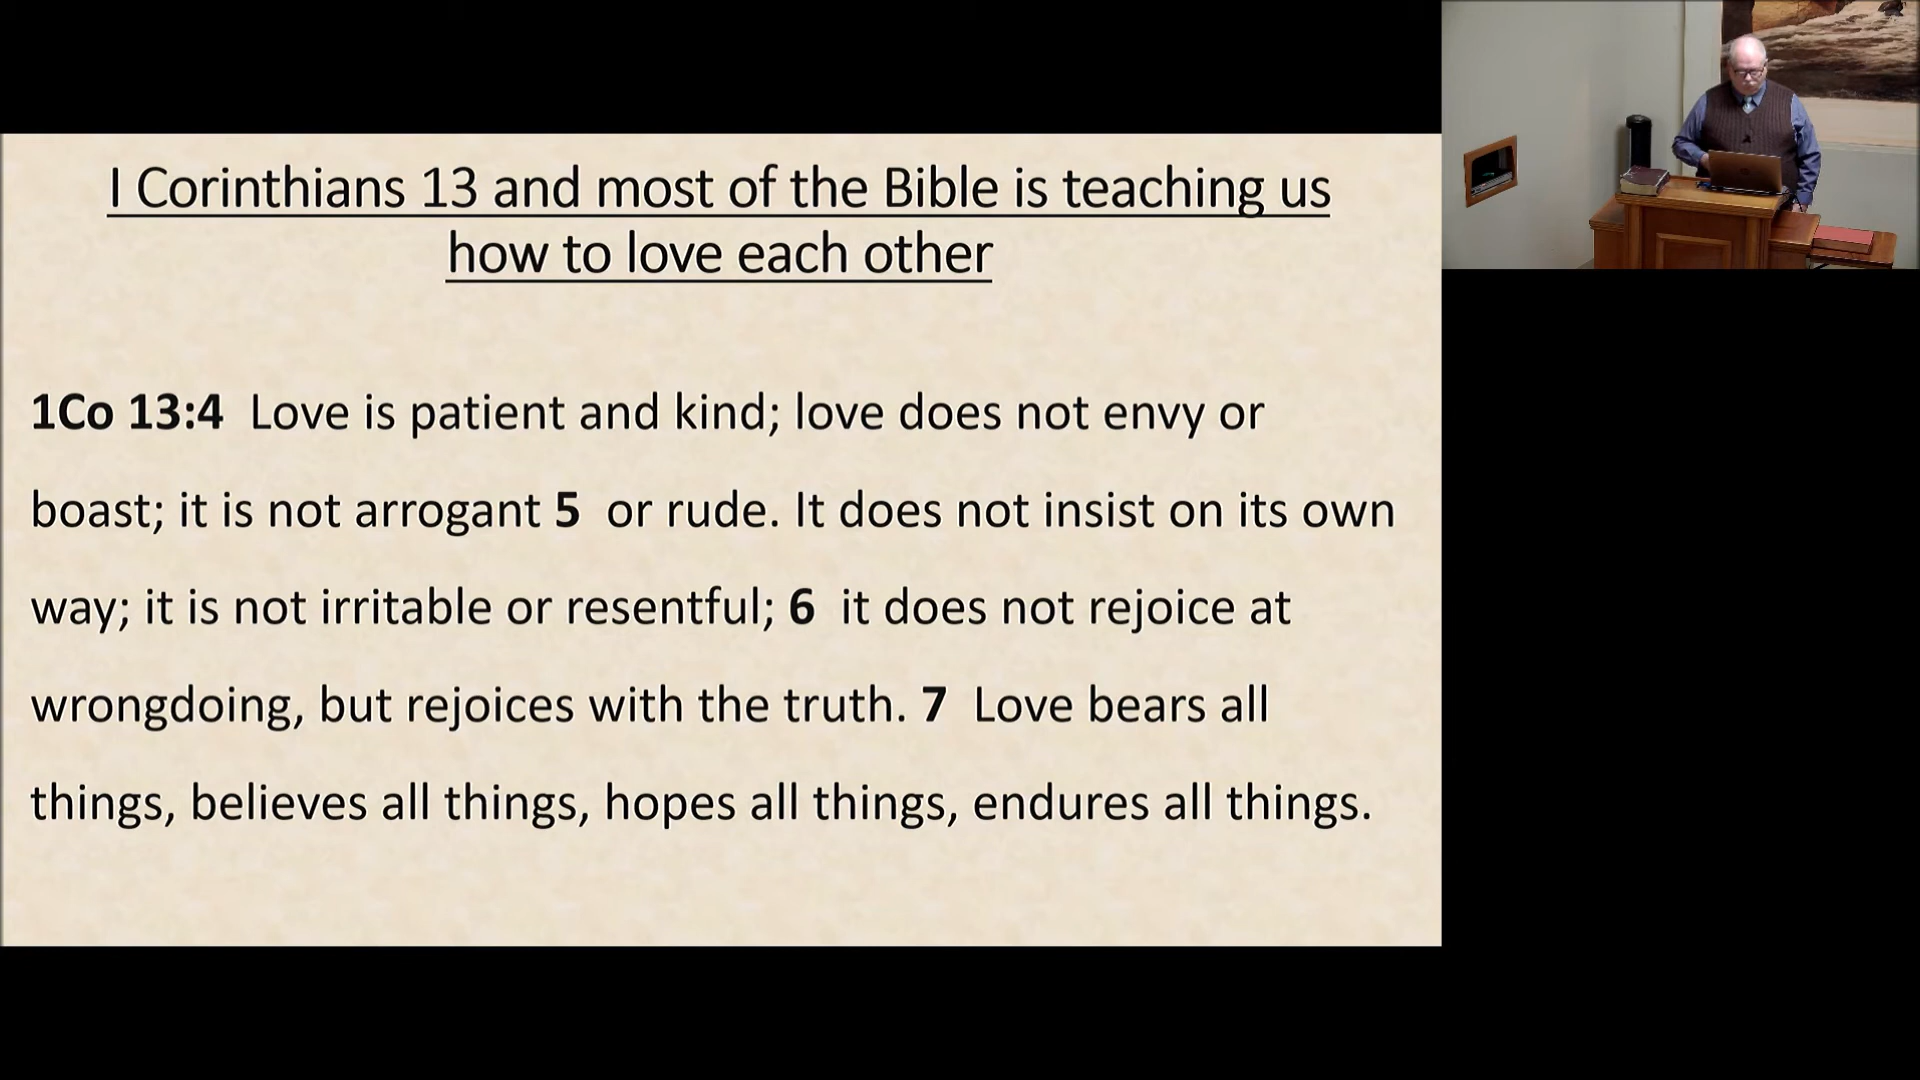 I Corinthians 13 and most of the Bible is teaching us
how to love each other
1Co 13:4 Love is patient and kind; love does not envy or
boast; it is not arrogant 5 or rude. It does not insist on its own
way; it is not irritable or resentful; 6 it does not rejoice at
wrongdoing, but rejoices with the truth. 7 Love bears all
things, believes all things, hopes all things, endures all things.